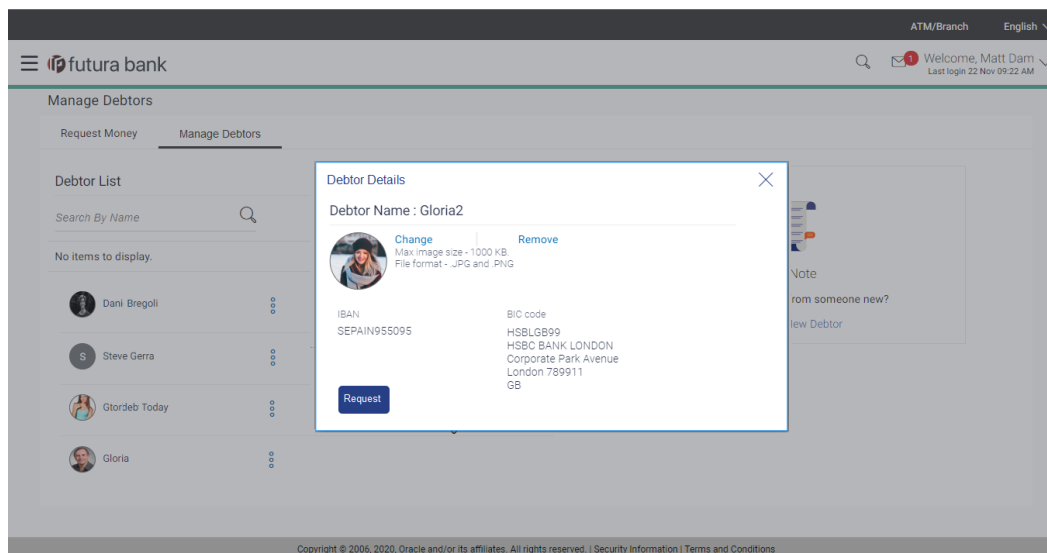 ATM/Branch English
futura bank
1
Welcome, Matt Dam
Last login 22 Nov 09:22 AM
Manage Debtors
Request Money Manage Debtors
Debtor List
Search By Name
No items to display.
Dani Bregoli
S Steve Gerra
Gtordeb Today
Gloria
Debtor Details
Debtor Name : Gloria2
Change Remove
Max image size - 1000 KB.
File format - .JPG and .PNG
IBAN
SEPAIN955095
BIC code
HSBLGB99
HSBC BANK LONDON
Corporate Park Avenue
London 789911
GB
Request
Note
rom someone new?
ew Debtor
Copyright © 2006, 2020, Oracle and/or its affiliates. All rights reserved. | Security Information | Terms and Conditions